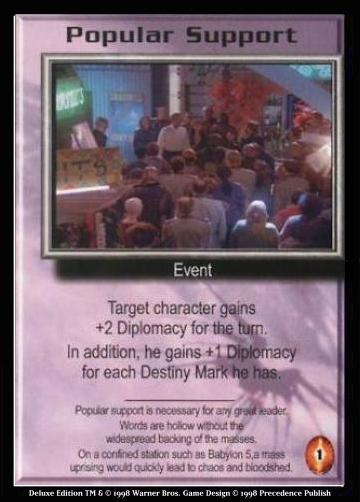 Popular Support
Event
Target character gains
+2 Diplomacy for the turn.
In addition, he gains +1 Diplomacy
for each Destiny Mark he has.
Popular support is necessary for any great leader.
Words are hollow without the
widespread backing of the masses.
On a confined station such as Babylon 5,a mass
uprising would quickly lead to chaos and bloodshed.
1
Deluxe Edition TM & © 1998 Warner Bros. Game Design © 1998 Precedence Publish